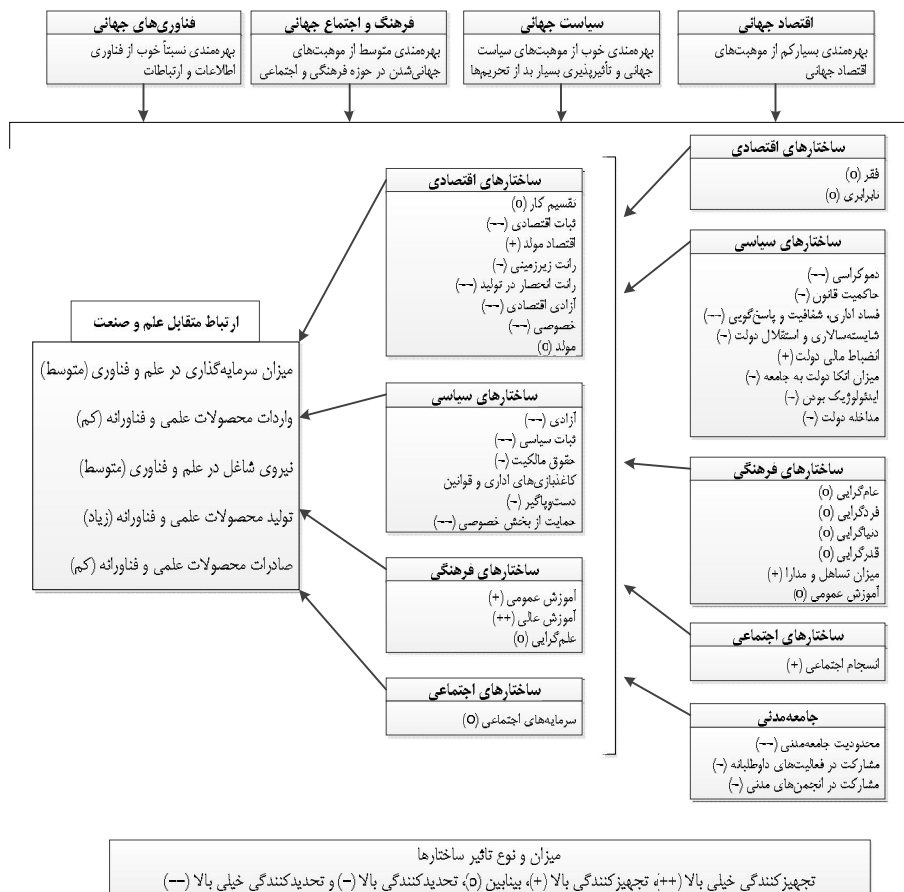 اقتصاد جهانی
بهره‌مندی بسیارکم از موهبت‌های
اقتصاد جهانی
سیاست جهانی
بهره‌مندی خوب از موهبت‌های سیاست
جهانی و تأثیرپذیری بسیار بد از تحریم‌ها
فرهنگ و اجتماع جهانی
بهره‌مندی متوسط از موهبت‌های
جهانی‌شدن در حوزه فرهنگی و اجتماعی
فناوری‌های جهانی
بهره‌مندی نسبتاً خوب از فناوری
اطلاعات و ارتباطات
ساختارهای اقتصادی
فقر (o)
نابرابری (o)
ساختارهای سیاسی
دموکراسی (--)
حاکمیت قانون (-)
فساد اداری، شفافیت و پاسخ‌گویی (--)
شایسته‌سالاری و استقلال دولت (-)
انضباط مالی دولت (+)
میزان اتکا دولت به جامعه (-)
ایدئولوژیک بودن (-)
مداخله دولت (-)
ساختارهای فرهنگی
عام‌گرایی (o)
فردگرایی (o)
دنیاگرایی (o)
قدرگرایی (o)
میزان تساهل و مدارا (+)
آموزش عمومی (o)
ساختارهای اجتماعی
انسجام اجتماعی (+)
جامعه‌مدنی
محدودیت جامعه‌مدنی (--)
مشارکت در فعالیت‌های داوطلبانه (-)
مشارکت در انجمن‌های مدنی (-)
ساختارهای اقتصادی
تقسیم کار (o)
ثبات اقتصادی (--)
اقتصاد مولد (+)
رانت زیرزمینی (-)
رانت انحصار در تولید (--)
آزادی اقتصادی (--)
خصوصی (--)
مولد (o)
ساختارهای سیاسی
آزادی (--)
ثبات سیاسی (--)
حقوق مالکیت (-)
کاغذبازی‌های اداری و قوانین
دست‌وپاگیر (-)
حمایت از بخش خصوصی (--)
ساختارهای فرهنگی
آموزش عمومی (+)
آموزش عالی (++)
علم‌گرایی (o)
ساختارهای اجتماعی
سرمایه‌های اجتماعی (o)
ارتباط متقابل علم و صنعت
میزان سرمایه‌گذاری در علم و فناوری (متوسط)
واردات محصولات علمی و فناورانه (کم)
نیروی شاغل در علم و فناوری (متوسط)
تولید محصولات علمی و فناورانه (زیاد)
صادرات محصولات علمی و فناورانه (کم)
میزان و نوع تاثیر ساختارها
تجهیزکنندگی خیلی بالا (++)، تجهیزکنندگی بالا (+)، بینابین (o)، تحدیدکنندگی بالا (-) و تحدیدکنندگی خیلی بالا (--)